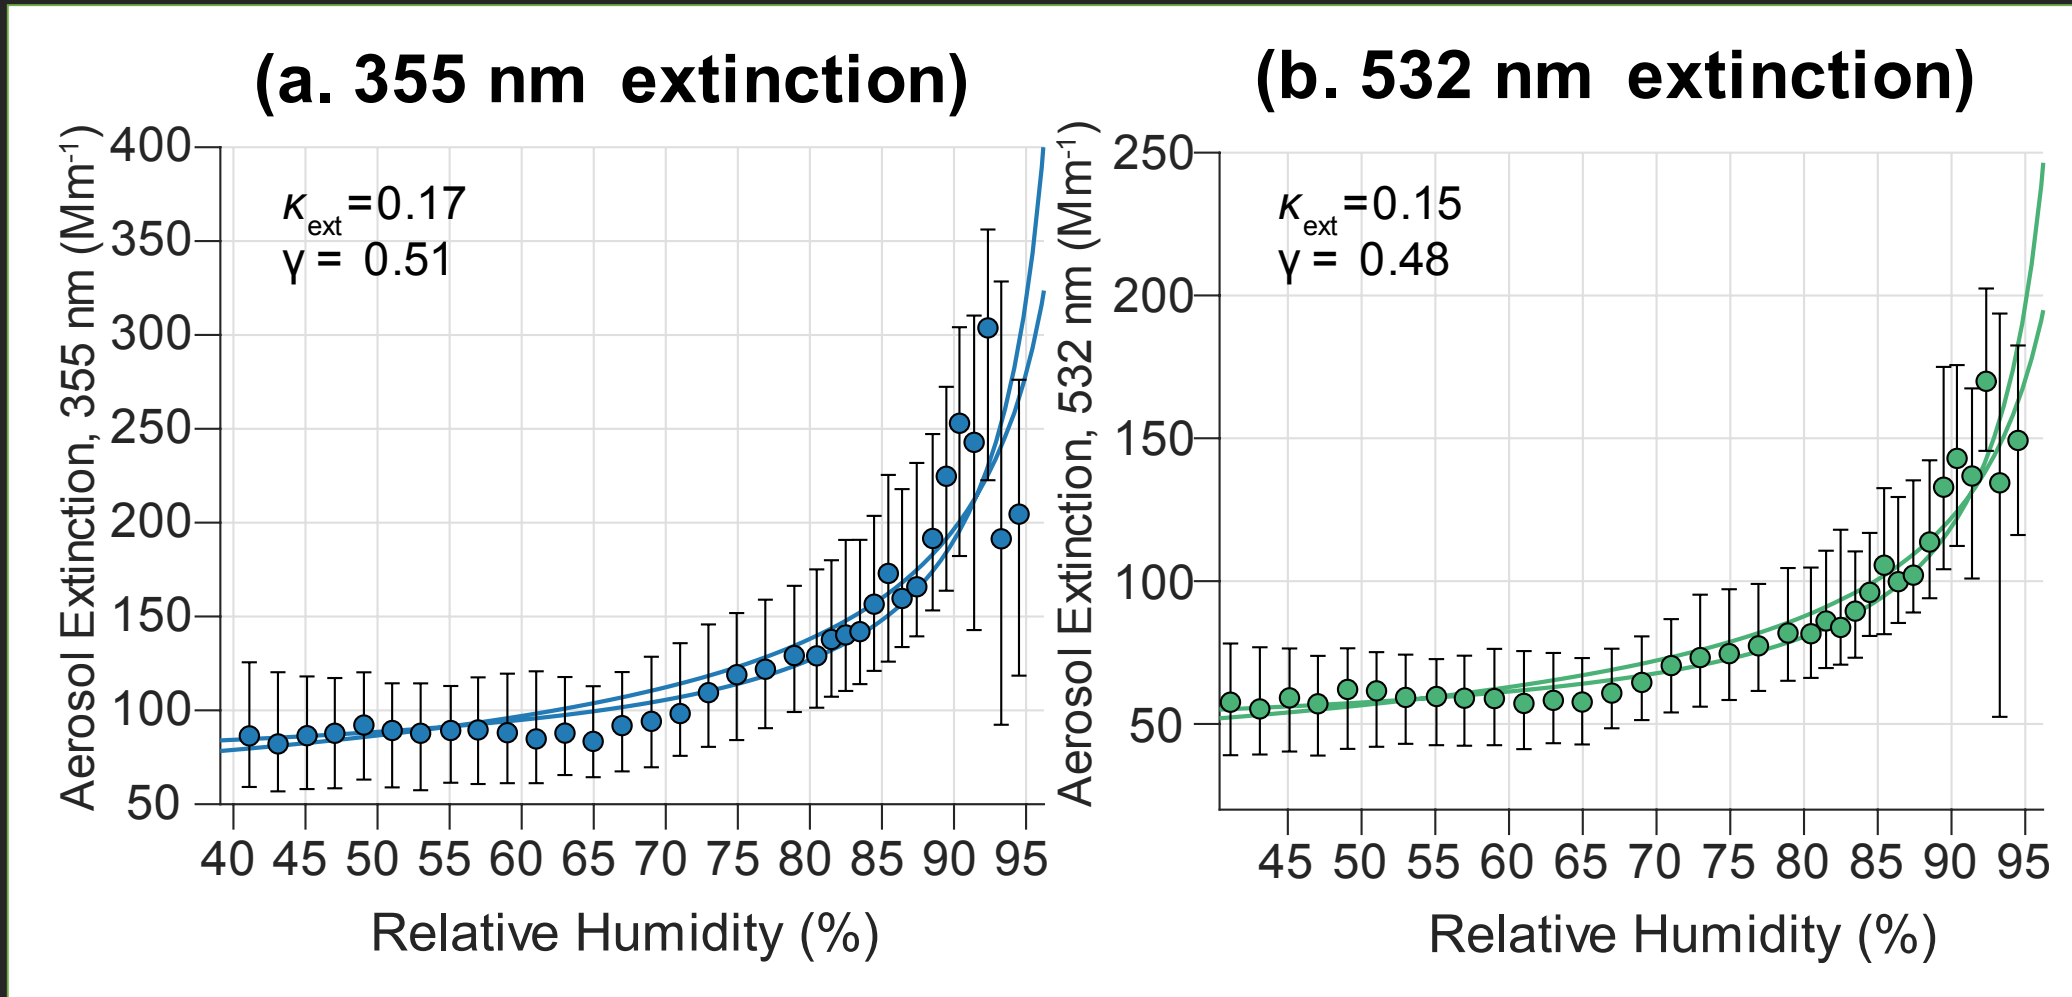 (a. 355 nm extinction)
Aerosol Extinction, 355 nm (Mm⁻¹)
400
350
300
250
200
150
100
50
κext=0.17
γ = 0.51
40 45 50 55 60 65 70 75 80 85 90 95
Relative Humidity (%)
(b. 532 nm extinction)
Aerosol Extinction, 532 nm (Mm⁻¹)
250
200
150
100
50
κext=0.15
γ = 0.48
45 50 55 60 65 70 75 80 85 90 95
Relative Humidity (%)